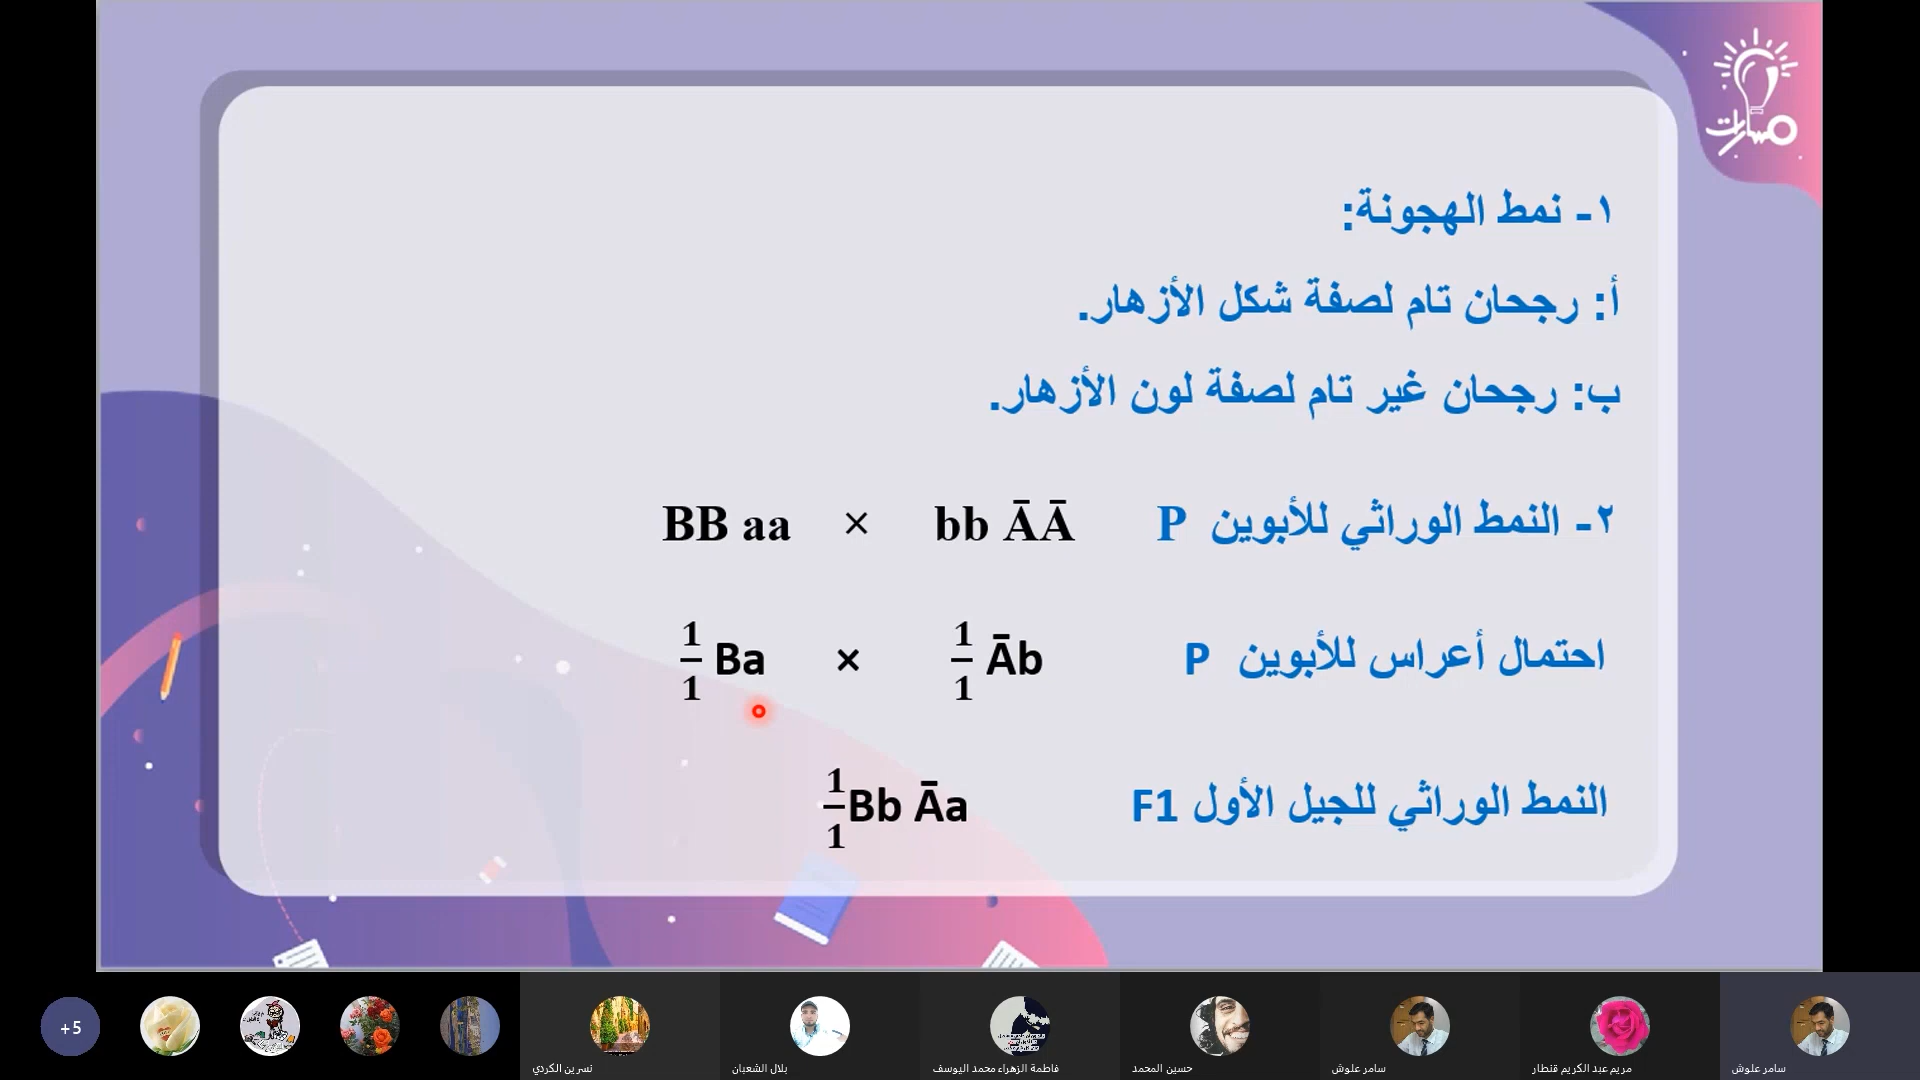 مسارات
١- نمط الهجونة:
أ: رجحان تام لصفة شكل الأزهار.
ب: رجحان غير تام لصفة لون الأزهار.
٢- النمط الوراثي للأبوين P bb ĀĀ × BB aa
احتمال أعراس للأبوين P 1/1 Āb × 1/1 Ba
النمط الوراثي للجيل الأول F1 1/1 Bb Āa
+5
نسرين الكردي
بلال الشعبان
فاطمة الزهراء محمد اليوسف
حسين المحمد
سامر علوش
مريم عبد الكريم قنطار
سامر علوش